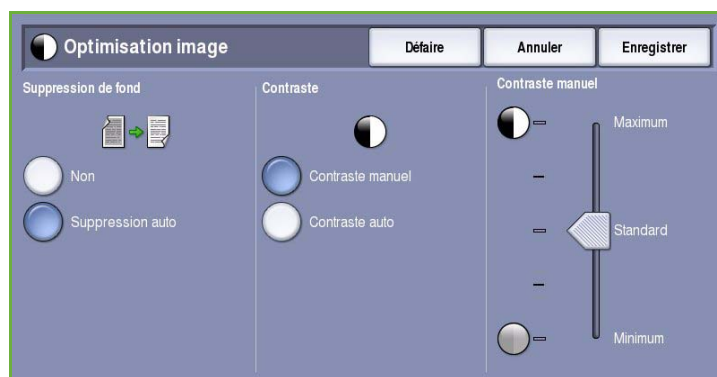 Optimisation image
Défaire
Annuler
Enregistrer
Suppression de fond
Non
Suppression auto
Contraste
Contraste manuel
Contraste auto
Contraste manuel
Maximum
Standard
Minimum